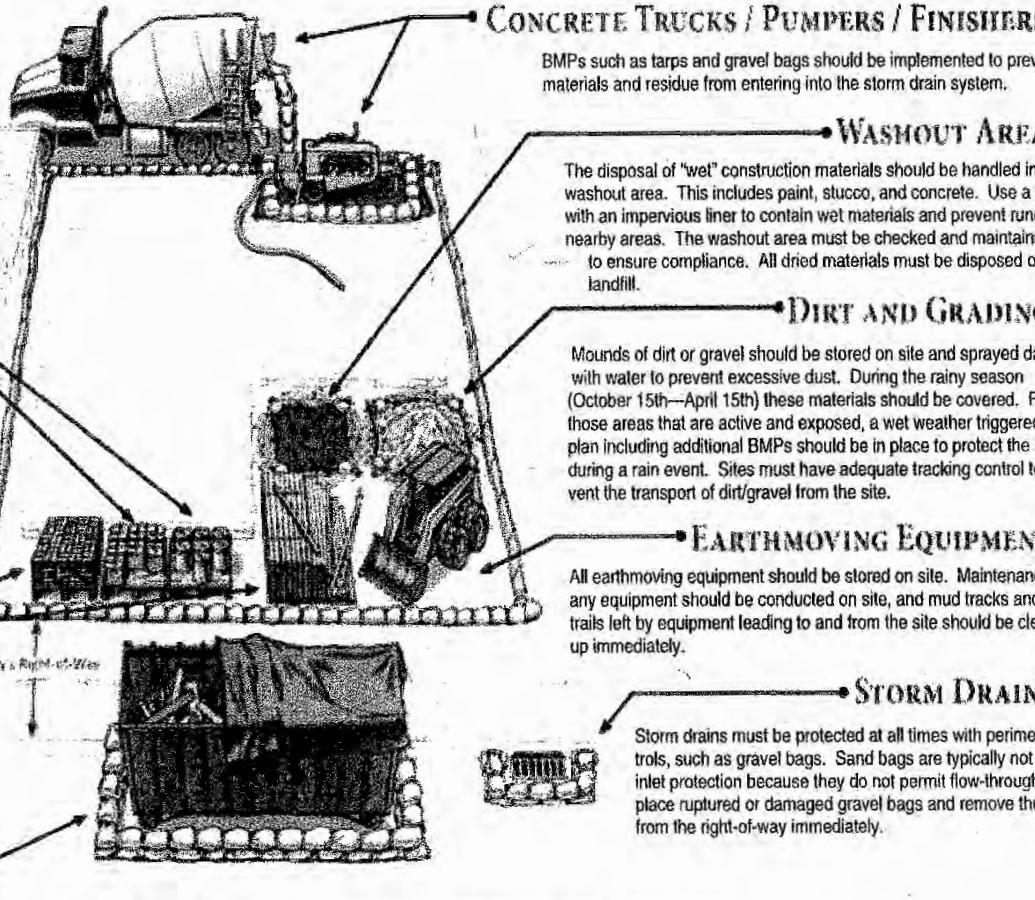 CONCRETE TRUCKS / PUMPERS / FINISHER
BMPs such as tarps and gravel bags should be implemented to prev
materials and residue from entering into the storm drain system.
WASHOUT AREA
The disposal of "wet" construction materials should be handled in
washout area. This includes paint, stucco, and concrete. Use a
with an impervious liner to contain wet materials and prevent run
nearby areas. The washout area must be checked and maintain
to ensure compliance. All dried materials must be disposed o
landfill.
DIRT AND GRADING
Mounds of dirt or gravel should be stored on site and sprayed da
with water to prevent excessive dust. During the rainy season
(October 15th—April 15th) these materials should be covered. F
those areas that are active and exposed, a wet weather triggered
plan including additional BMPs should be in place to protect the
during a rain event. Sites must have adequate tracking control t
vent the transport of dirt/gravel from the site.
EARTHMOVING EQUIPMEN
All earthmoving equipment should be stored on site. Maintenan
any equipment should be conducted on site, and mud tracks and
trails left by equipment leading to and from the site should be cle
up immediately.
's Right-of-Way
STORM DRAIN
Storm drains must be protected at all times with perime
trols, such as gravel bags. Sand bags are typically not
inlet protection because they do not permit flow-through
place ruptured or damaged gravel bags and remove the
from the right-of-way immediately.